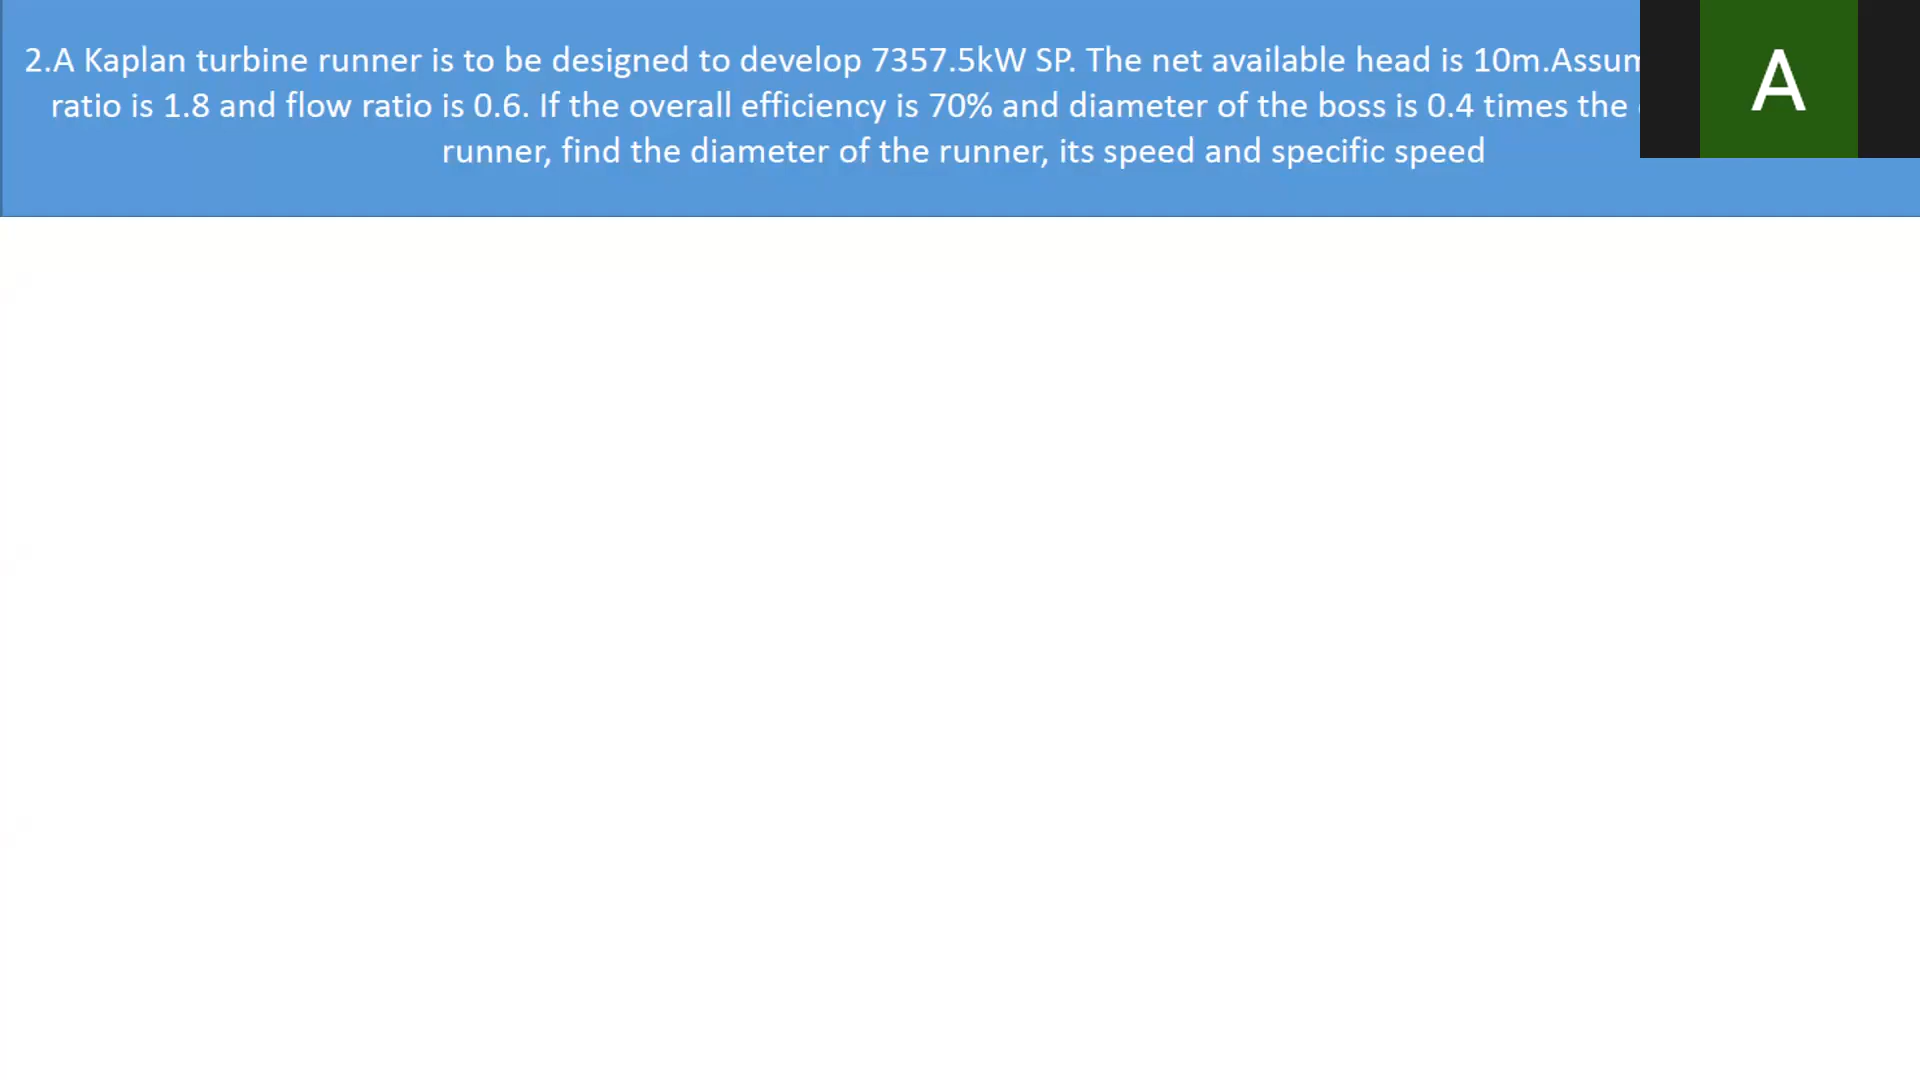 2.A Kaplan turbine runner is to be designed to develop 7357.5kW SP. The net available head is 10m.
ratio is 1.8 and flow ratio is 0.6. If the overall efficiency is 70% and diameter of the boss is 0.4 times the
runner, find the diameter of the runner, its speed and specific speed
A